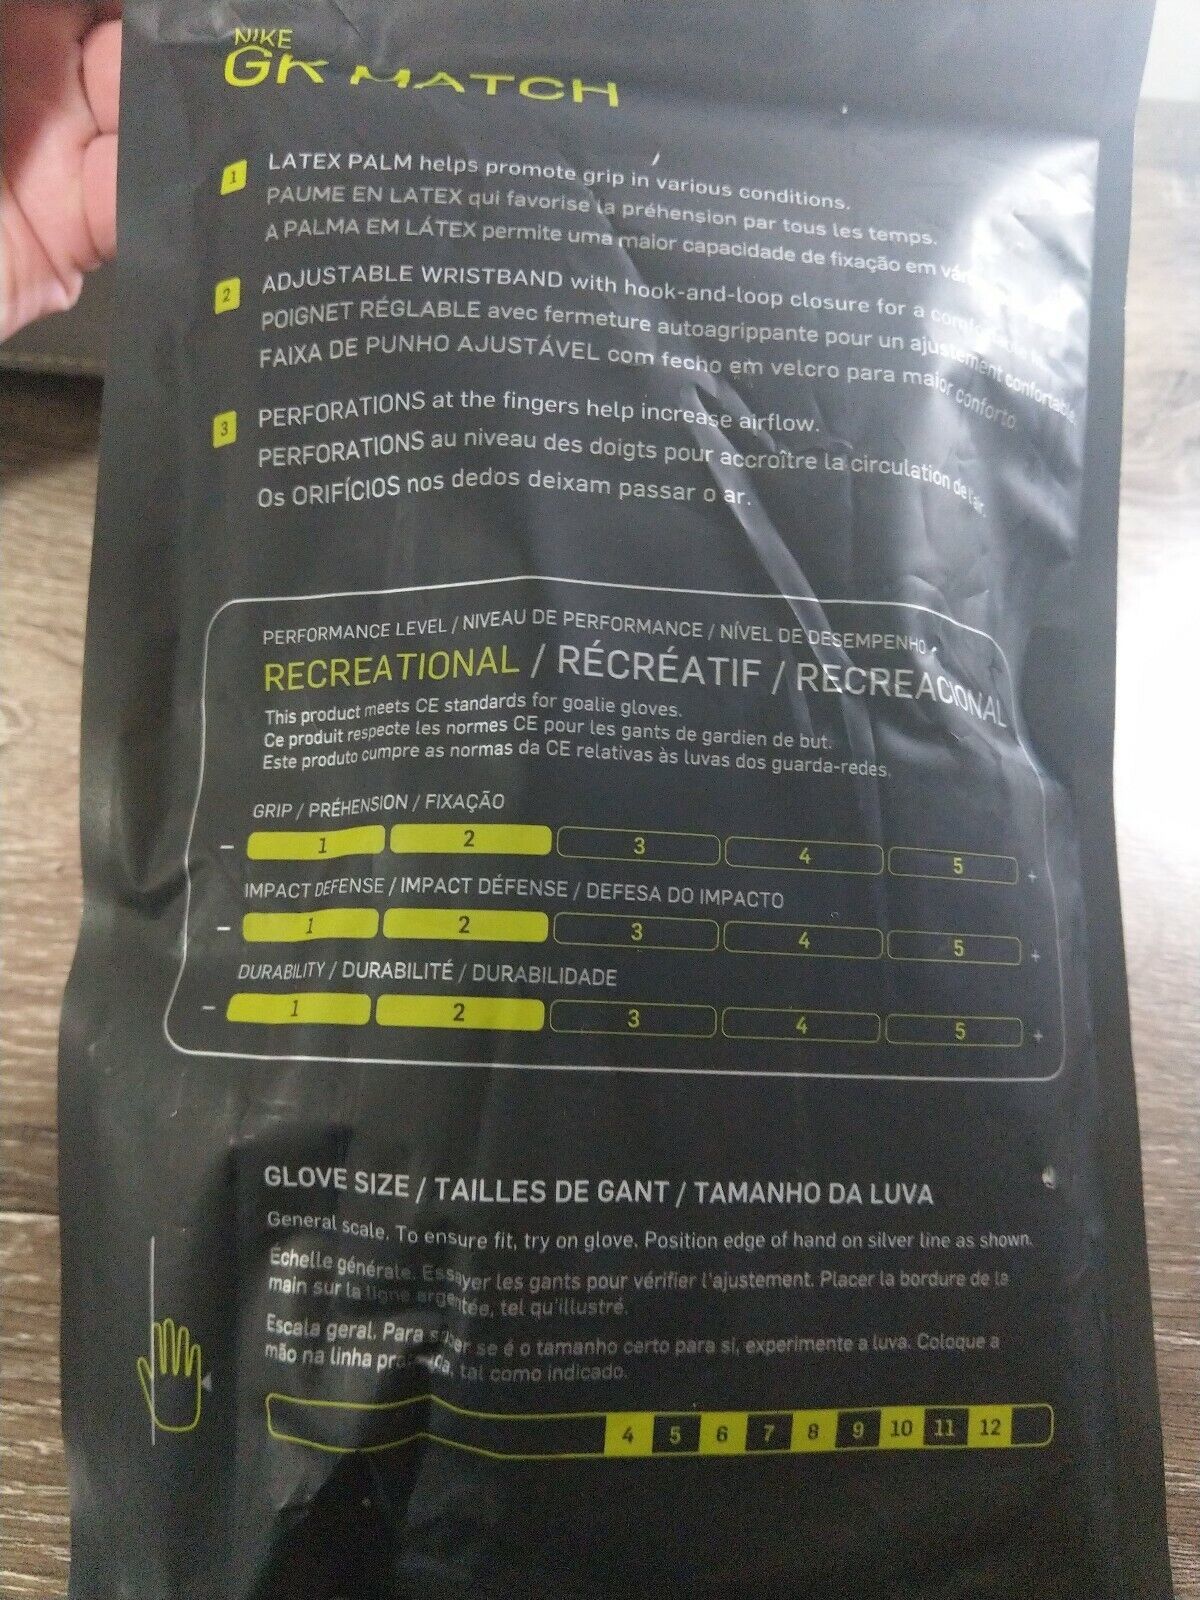 NIKE
GK MATCH
1
LATEX PALM helps promote grip in various conditions.
PAUME EN LATEX qui favorise la préhension par tous les temps.
A PALMA EM LÁTEX permite uma maior capacidade de fixação em
2
ADJUSTABLE WRISTBAND with hook-and-loop closure for a comfortable
POIGNET RÉGLABLE avec fermeture autoagrippante pour un ajustement confortable.
FAIXA DE PUNHO AJUSTÁVEL com fecho em velcro para maior conforto.
3
PERFORATIONS at the fingers help increase airflow.
PERFORATIONS au niveau des doigts pour accroître la circulation de l'air.
Os ORIFÍCIOS nos dedos deixam passar o ar.
PERFORMANCE LEVEL / NIVEAU DE PERFORMANCE / NÍVEL DE DESEMPENHO
RECREATIONAL / RÉCRÉATIF / RECREACIONAL
This product meets CE standards for goalie gloves.
Ce produit respecte les normes CE pour les gants de gardien de but.
Este produto cumpre as normas da CE relativas às luvas dos guarda-redes.
GRIP / PRÉHENSION / FIXAÇÃO
– 1 2 3 4 5 +
IMPACT DEFENSE / IMPACT DÉFENSE / DEFESA DO IMPACTO
– 1 2 3 4 5 +
DURABILITY / DURABILITÉ / DURABILIDADE
– 1 2 3 4 5 +
GLOVE SIZE / TAILLES DE GANT / TAMANHO DA LUVA
General scale. To ensure fit, try on glove. Position edge of hand on silver line as shown.
Échelle générale. Essayer les gants pour vérifier l'ajustement. Placer la bordure de la
main sur la ligne argentée, tel qu'illustré.
Escala geral. Para se é o tamanho certo para si, experimente a luva. Coloque a
mão na linha tal como indicado.
4 5 6 7 8 9 10 11 12